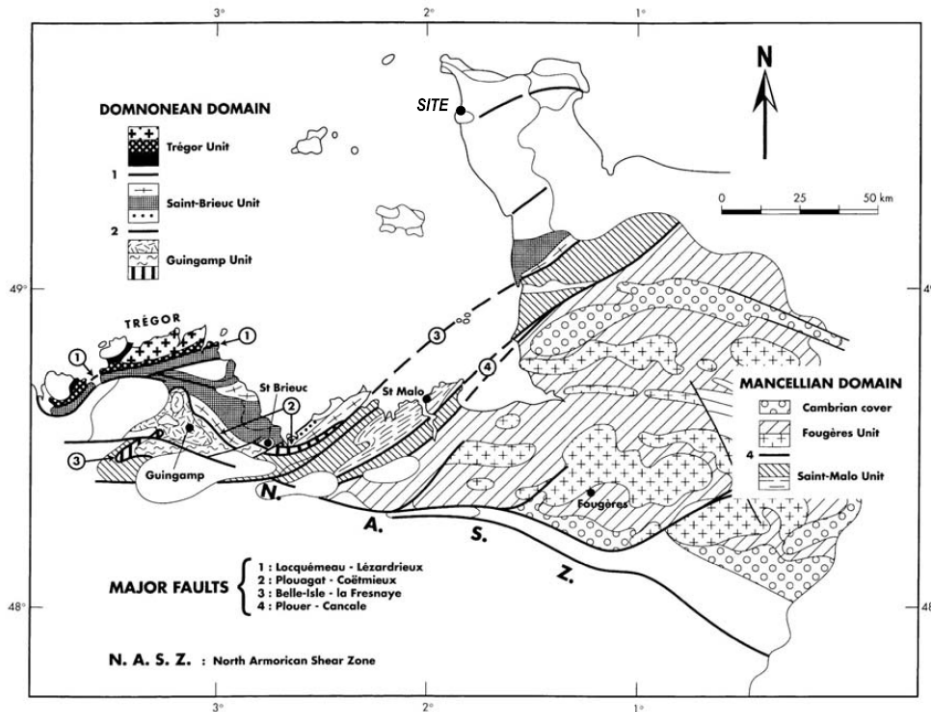 3°
2°
1°
N
SITE
DOMNONEAN DOMAIN
Trégor Unit
1
Saint-Brieuc Unit
2
Guingamp Unit
0 25 50 km
49°
49°
TRÉGOR
1
1
3
4
St Brieuc
2
St Malo
3
Guingamp
MANCELLIAN DOMAIN
Cambrian cover
Fougères Unit
4
Saint-Malo Unit
Fougères
N.
A.
S.
Z.
MAJOR FAULTS
1 : Locquémeau - Lézardrieux
2 : Plouagat - Coëtmieux
3 : Belle-Isle - la Fresnaye
4 : Plouer - Cancale
48°
48°
N. A. S. Z. : North Armorican Shear Zone
3°
2°
1°